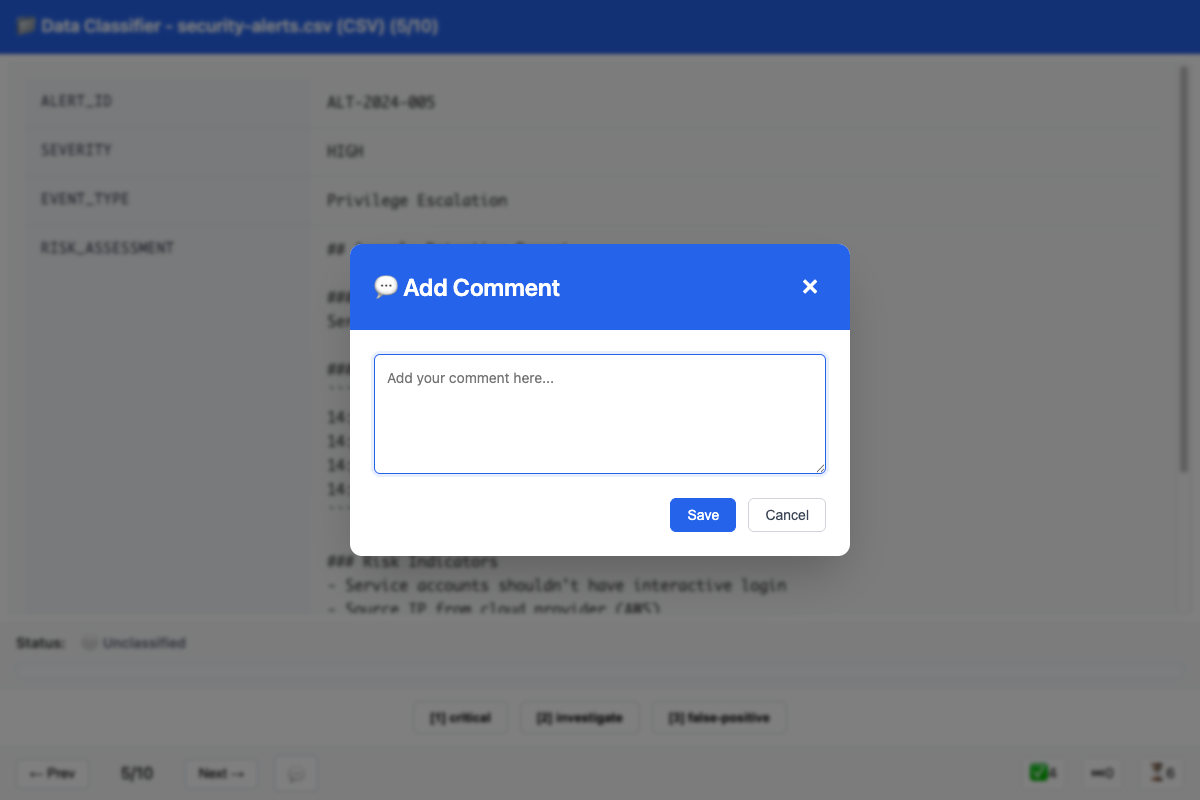 Data Classifier - security-alerts.csv (CSV) (5/10)
ALERT_ID
ALT-2024-005
SEVERITY
HIGH
EVENT_TYPE
Privilege Escalation
RISK_ASSESSMENT
##
💬 Add Comment
×
###
Ser
Add your comment here...
###
---
14:
14:
14:
14:
---
Save
Cancel
### Risk Indicators
- Service accounts shouldn't have interactive login
- Source IP from cloud provider (AWS)
Status:
Unclassified
[1] critical
[2] investigate
[3] false-positive
← Prev
5/10
Next →
✅4
⏭0
⏳6